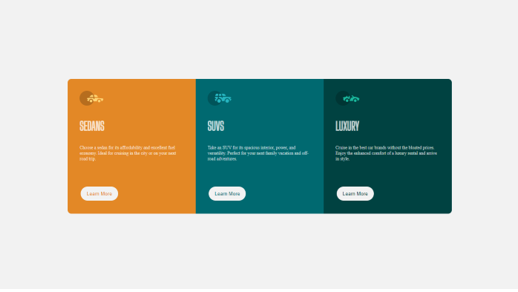 SEDANS
Choose a sedan for its affordability and excellent fuel
economy. Ideal for cruising in the city or on your next
road trip.
Learn More
SUVS
Take an SUV for its spacious interior, power, and
versatility. Perfect for your next family vacation and off-
road adventures.
Learn More
LUXURY
Cruise in the best car brands without the bloated prices.
Enjoy the enhanced comfort of a luxury rental and arrive
in style.
Learn More